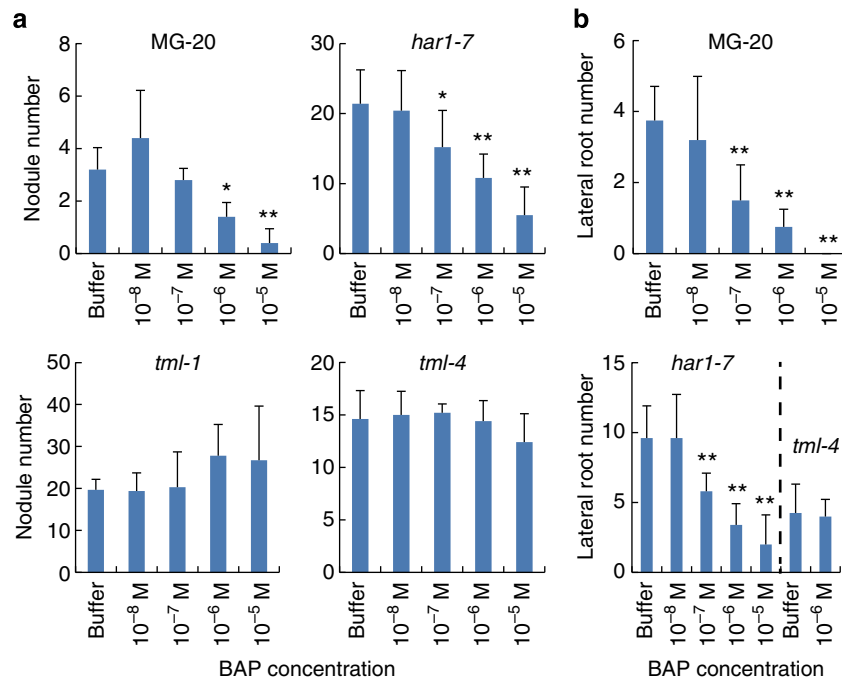 a
MG-20
Nodule number
8
6
4
2
0
Buffer
10⁻⁸ M
10⁻⁷ M
10⁻⁶ M
10⁻⁵ M
*
**
har1-7
30
20
10
0
Buffer
10⁻⁸ M
10⁻⁷ M
10⁻⁶ M
10⁻⁵ M
*
**
**
tml-1
Nodule number
50
40
30
20
10
0
Buffer
10⁻⁸ M
10⁻⁷ M
10⁻⁶ M
10⁻⁵ M
tml-4
20
15
10
5
0
Buffer
10⁻⁸ M
10⁻⁷ M
10⁻⁶ M
10⁻⁵ M
BAP concentration
b
MG-20
Lateral root number
6
4
2
0
Buffer
10⁻⁸ M
10⁻⁷ M
10⁻⁶ M
10⁻⁵ M
**
**
**
har1-7
Lateral root number
15
10
5
0
**
**
**
tml-4
Buffer
10⁻⁸ M
10⁻⁷ M
10⁻⁶ M
10⁻⁵ M
Buffer
10⁻⁶ M
BAP concentration